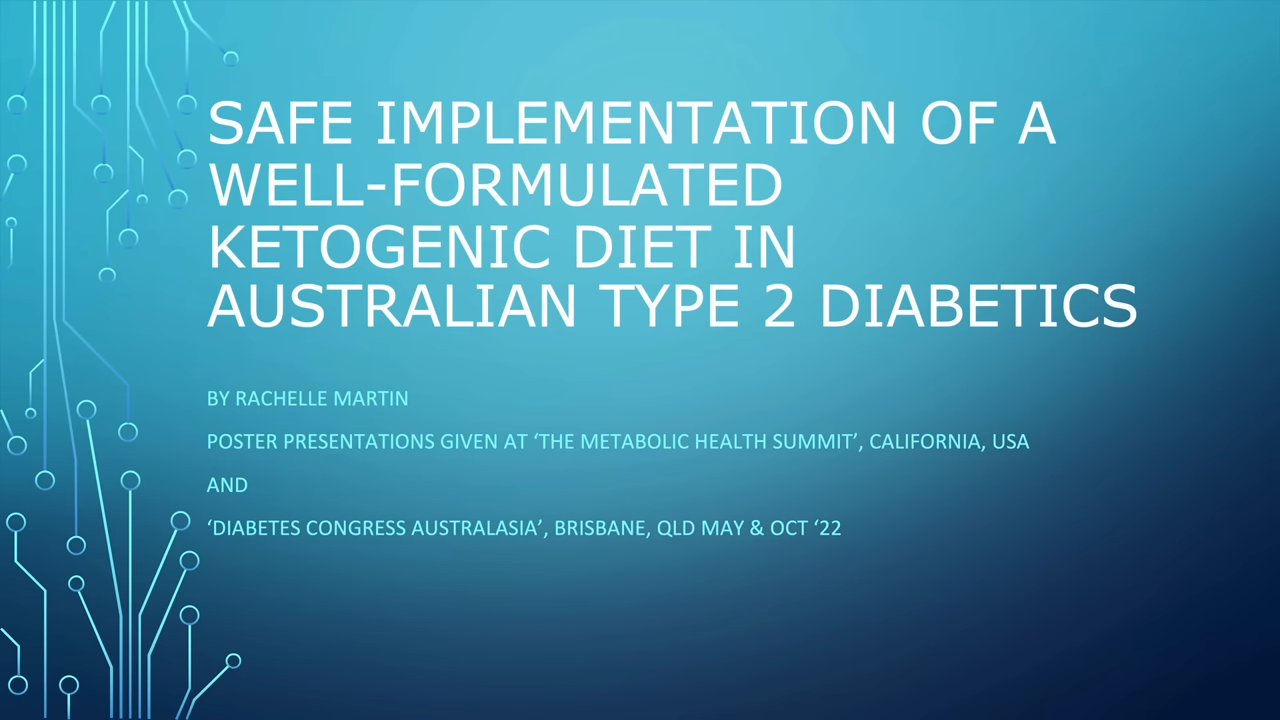 SAFE IMPLEMENTATION OF A
WELL-FORMULATED
KETOGENIC DIET IN
AUSTRALIAN TYPE 2 DIABETICS
BY RACHELLE MARTIN
POSTER PRESENTATIONS GIVEN AT ‘THE METABOLIC HEALTH SUMMIT’, CALIFORNIA, USA
AND
‘DIABETES CONGRESS AUSTRALASIA’, BRISBANE, QLD MAY & OCT ‘22